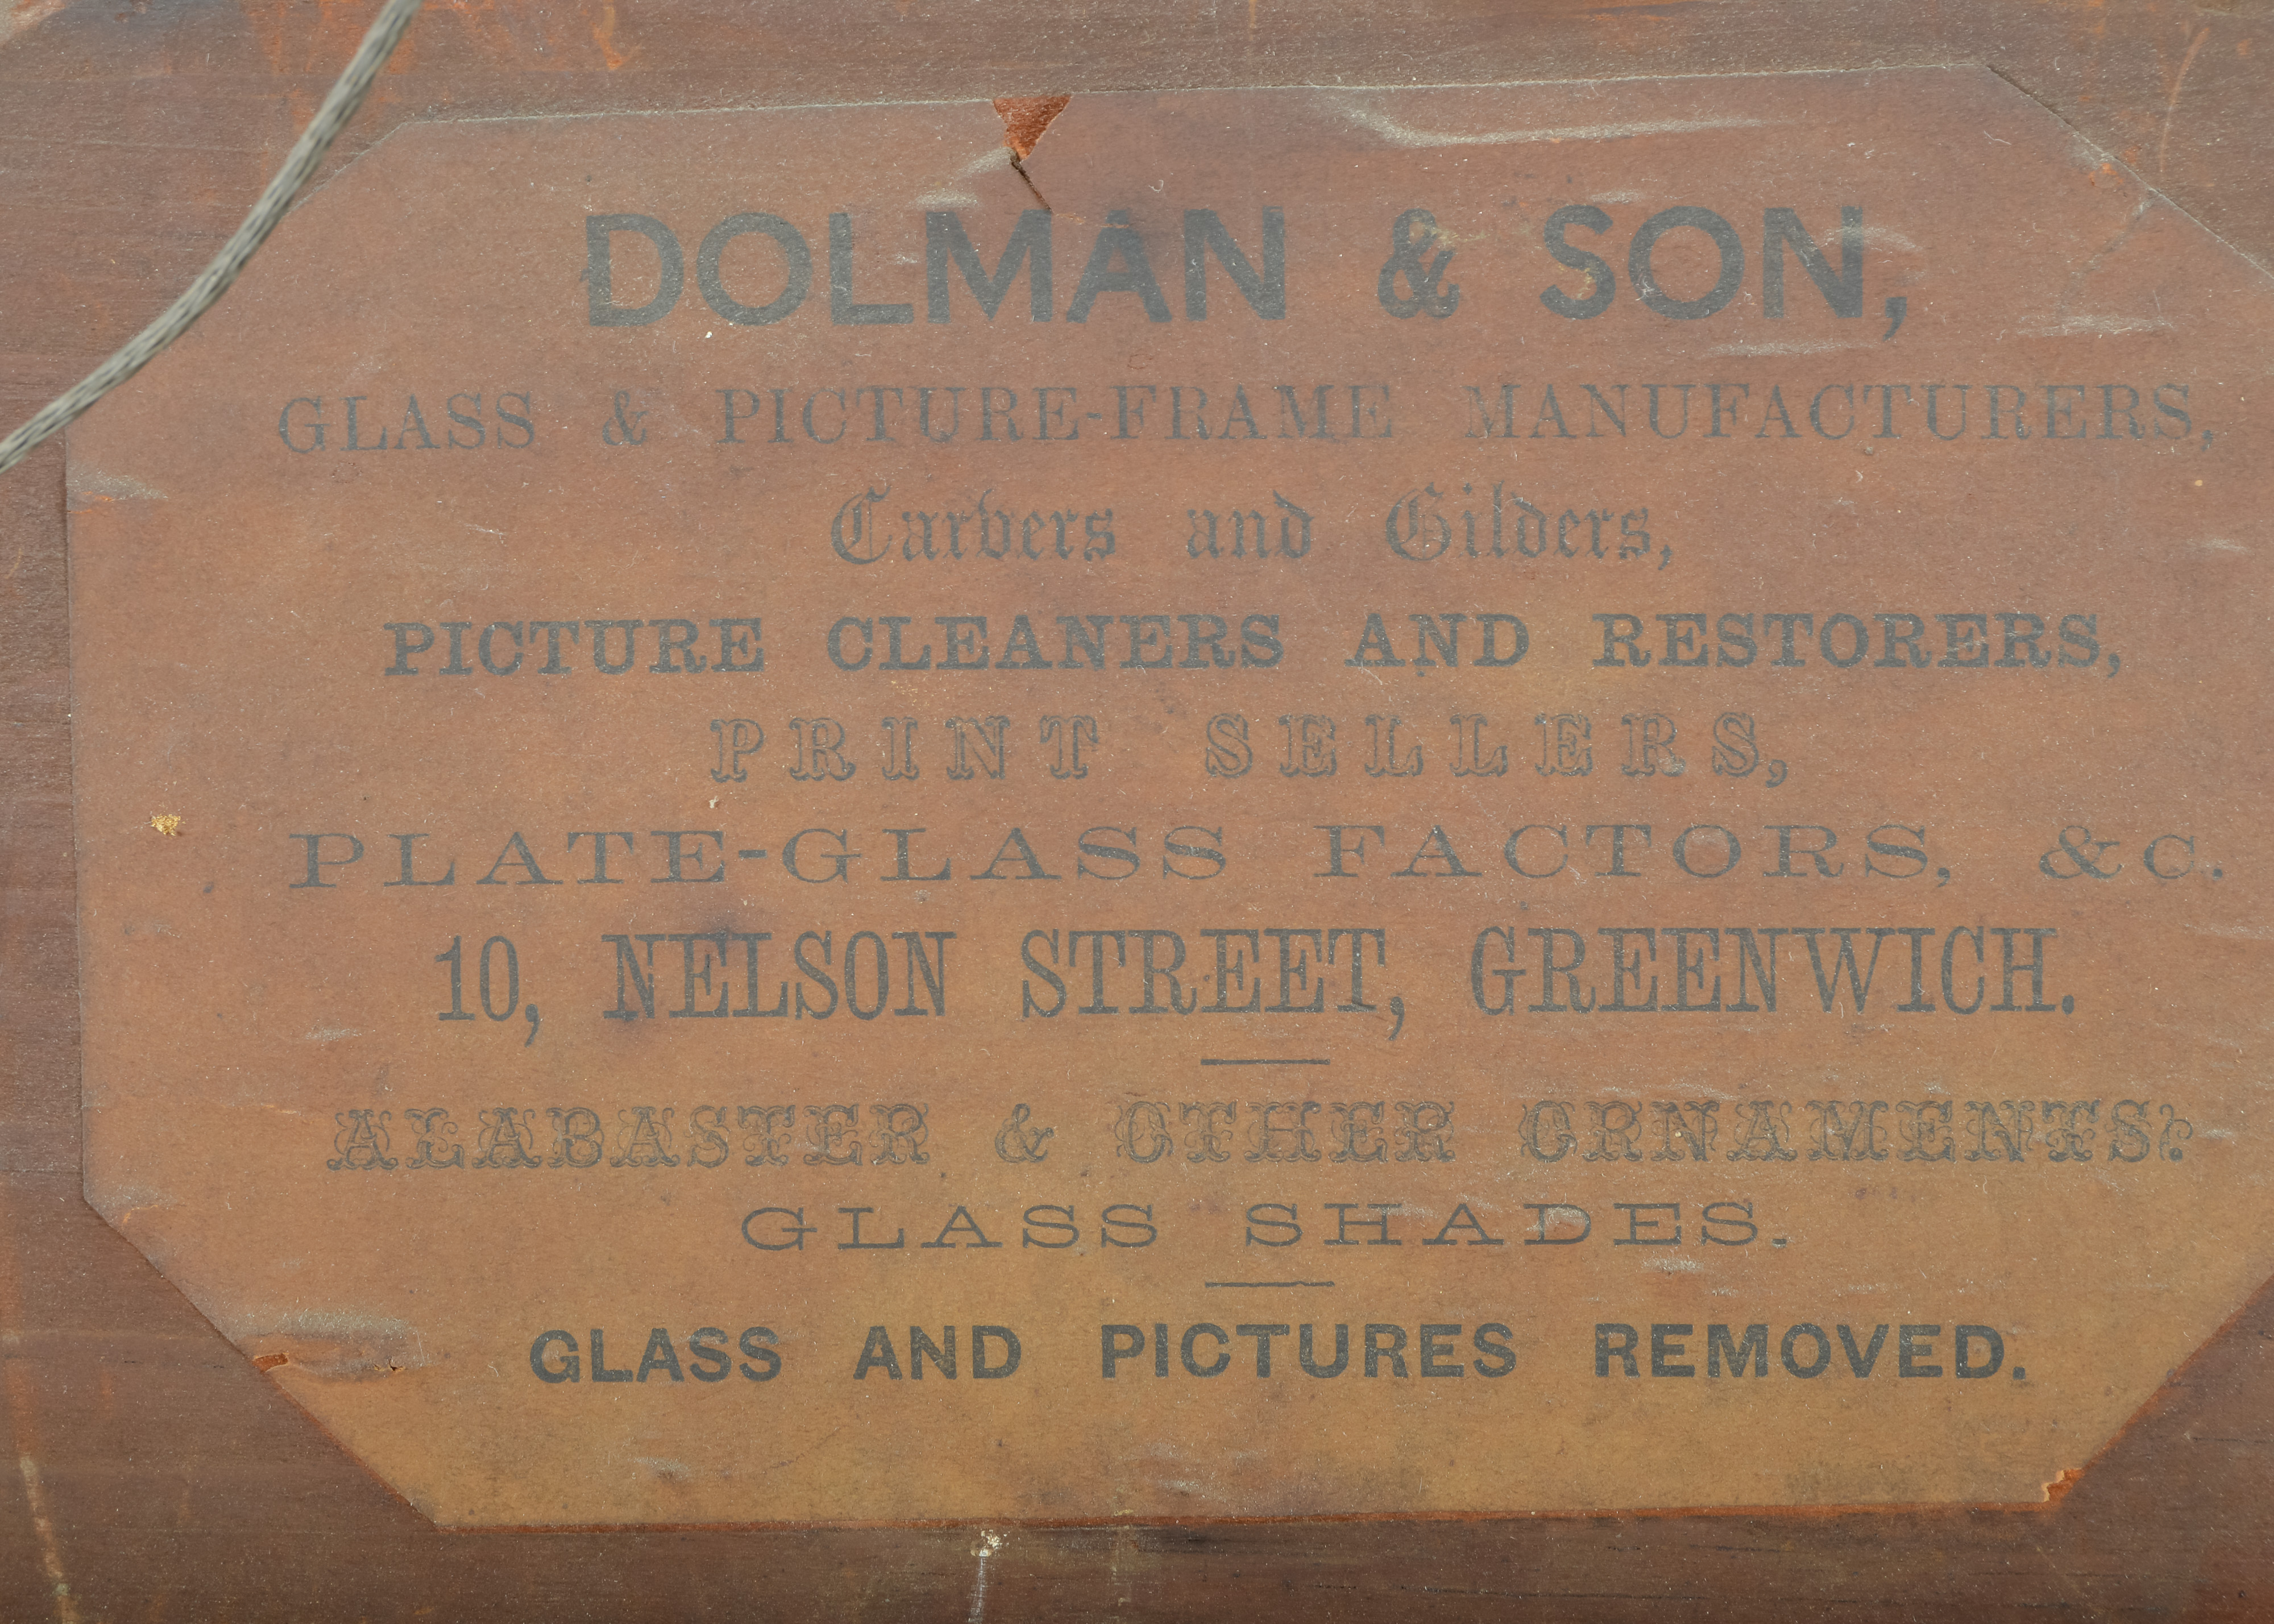 DOLMAN & SON,
GLASS & PICTURE-FRAME MANUFACTURERS,
Carvers and Gilders,
PICTURE CLEANERS AND RESTORERS,
PRINT SELLERS,
PLATE-GLASS FACTORS, &c.
10, NELSON STREET, GREENWICH.
ALABASTER & OTHER ORNAMENTS.
GLASS SHADES.
GLASS AND PICTURES REMOVED.